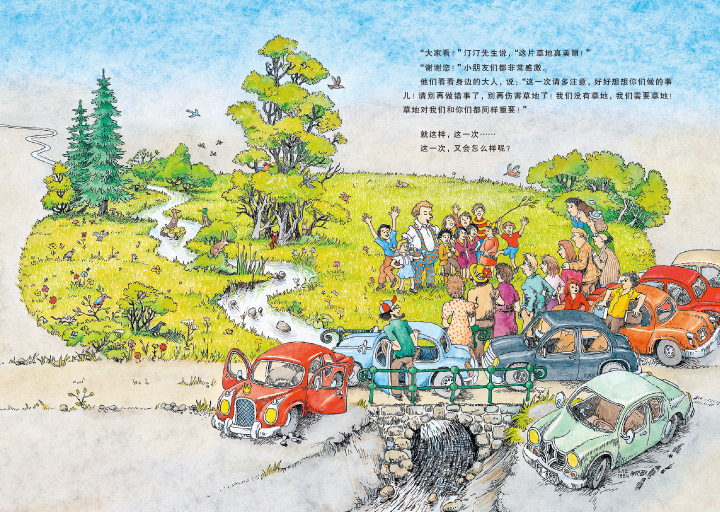 “大家看！”汀汀先生说，“这片草地真美丽！”
“谢谢您！”小朋友们都非常感激。
他们看看身边的大人，说：“这一次请多注意，好好想想你们做的事
儿！请别再做错事了，别再伤害草地了！我们没有草地，我们需要草地！
草地对我们和你们都同样重要！”
就这样，这一次……
这一次，又会怎么样呢？